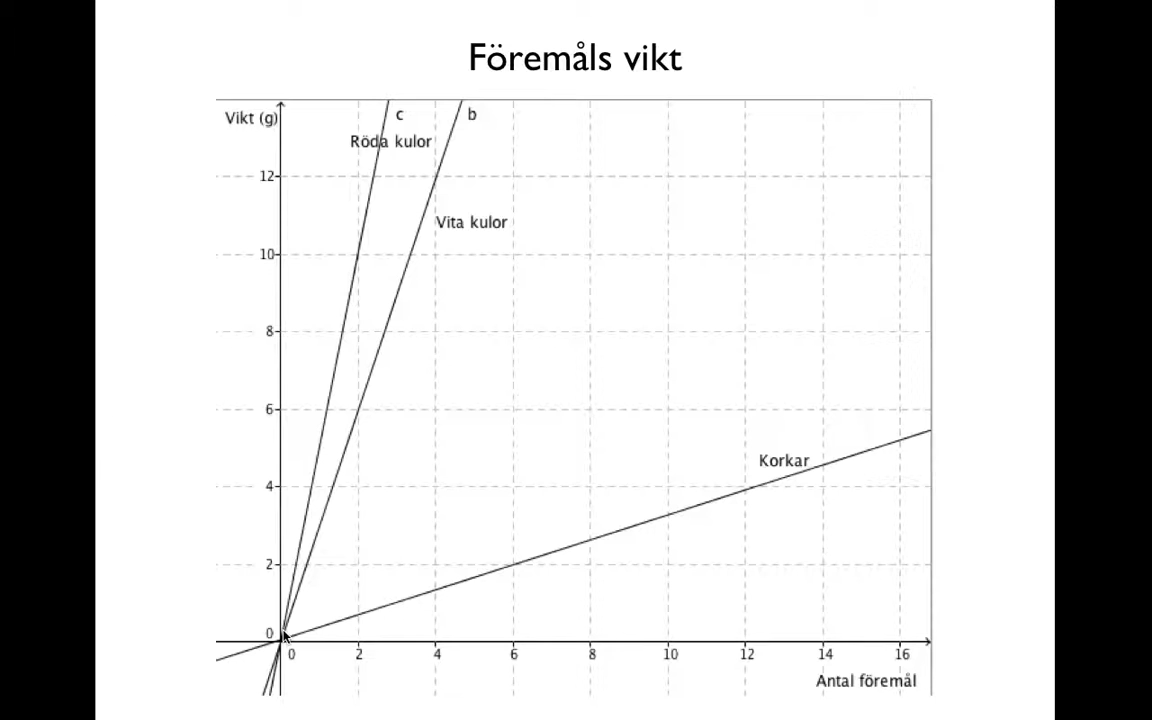 Föremåls vikt
Vikt (g)
c
b
Röda kulor
12
Vita kulor
10
8
6
Korkar
4
2
0
0 2 4 6 8 10 12 14 16
Antal föremål